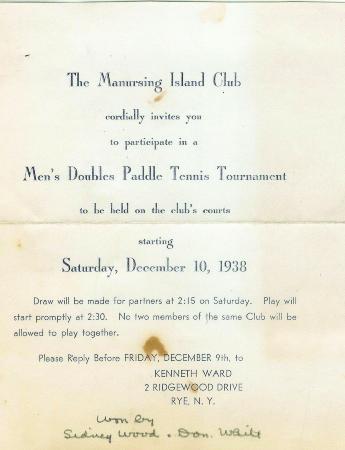 The Manursing Island Club
cordially invites you
to participate in a
Men's Doubles Paddle Tennis Tournament
to be held on the club's courts
starting
Saturday, December 10, 1938
Draw will be made for partners at 2:15 on Saturday. Play will
start promptly at 2:30. No two members of the same Club will be
allowed to play together.
Please Reply Before FRIDAY, DECEMBER 9th, to
KENNETH WARD
2 RIDGEWOOD DRIVE
RYE, N. Y.
Won by
Sidney Wood . Don. White